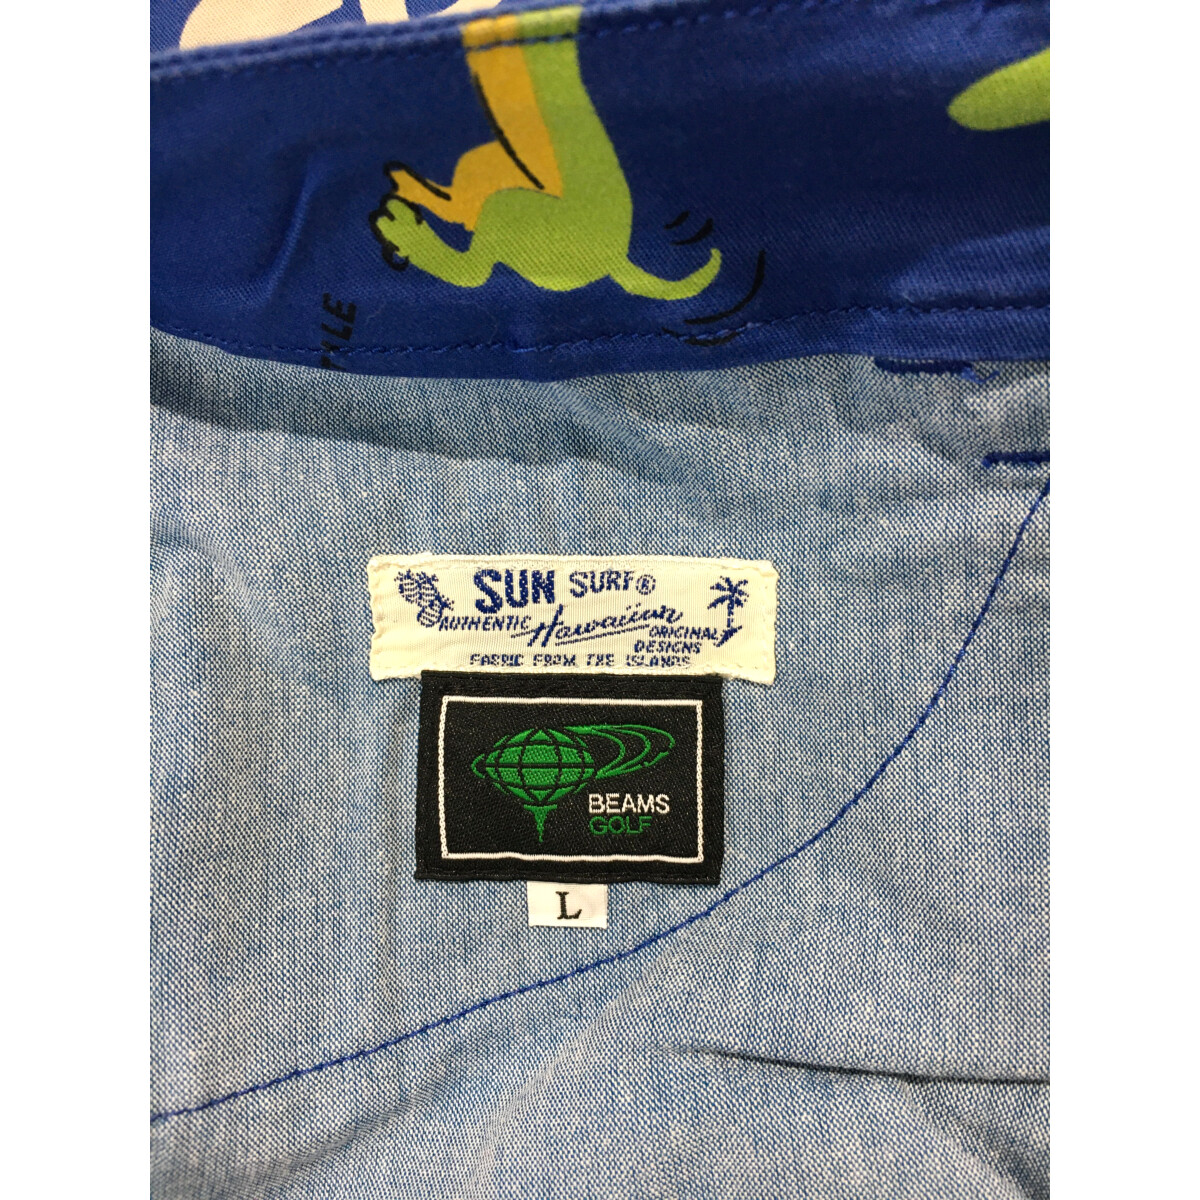 SUN SURF®
AUTHENTIC Hawaiian ORIGINAL
DESIGNS
FABRIC FROM THE ISLANDS
BEAMS
GOLF
L